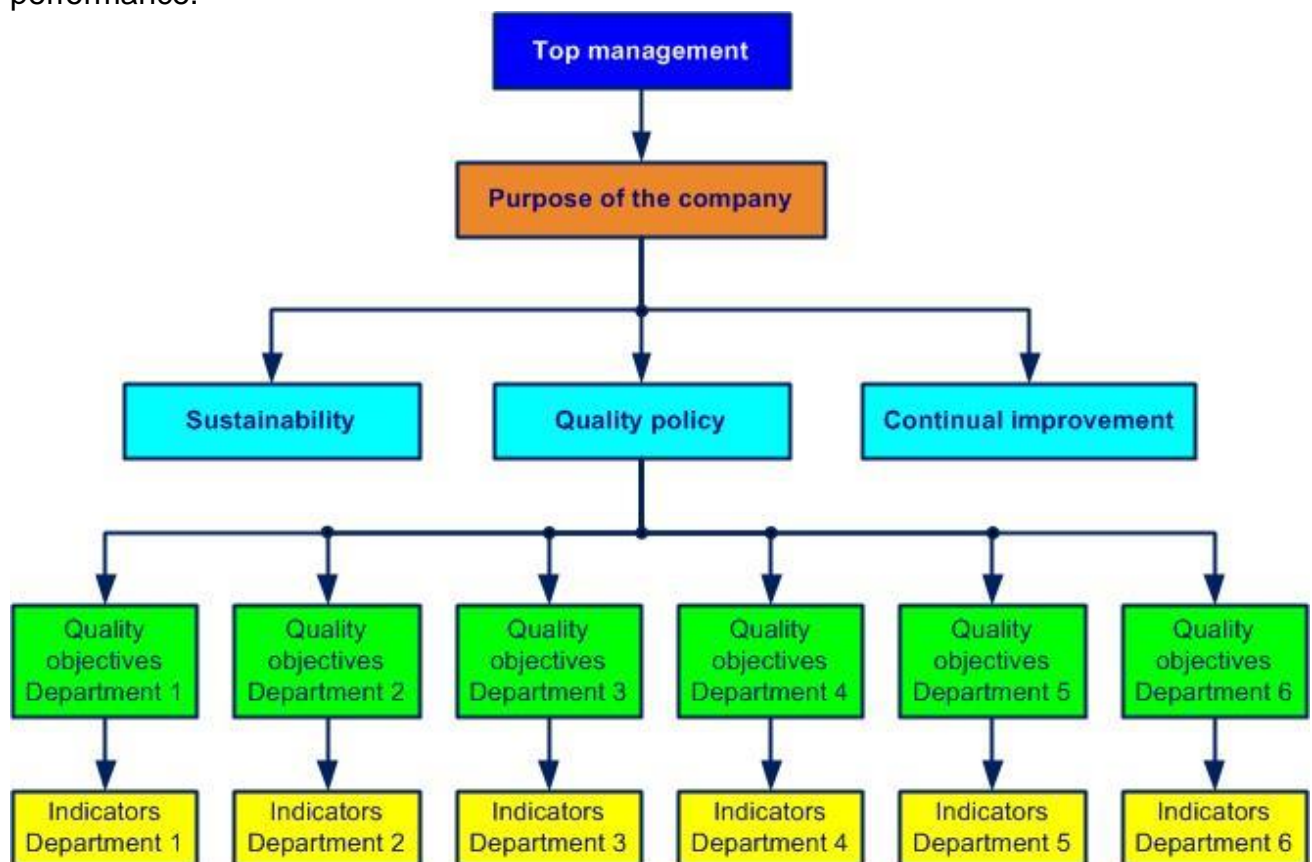 performance.
Top management
Purpose of the company
Sustainability
Quality policy
Continual improvement
Quality
objectives
Department 1
Quality
objectives
Department 2
Quality
objectives
Department 3
Quality
objectives
Department 4
Quality
objectives
Department 5
Quality
objectives
Department 6
Indicators
Department 1
Indicators
Department 2
Indicators
Department 3
Indicators
Department 4
Indicators
Department 5
Indicators
Department 6